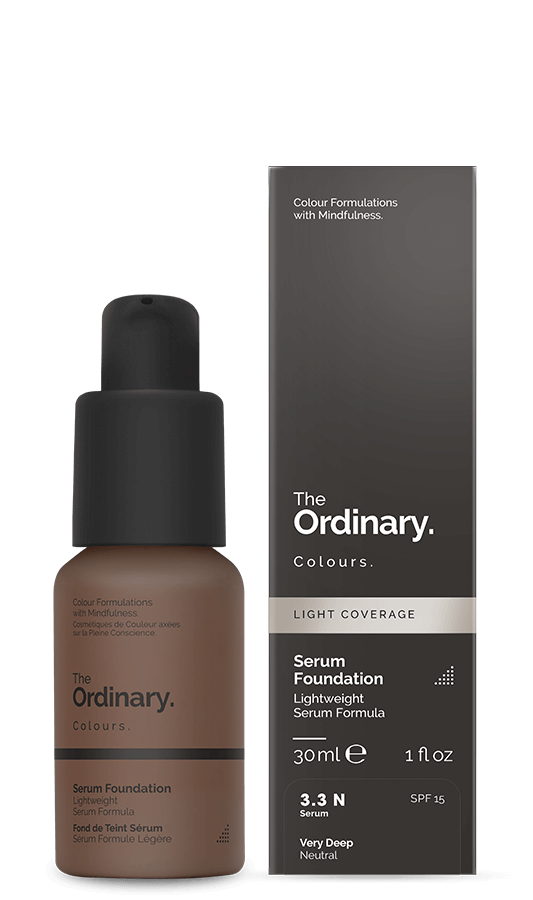 Colour Formulations
with Mindfulness.
The
Ordinary.
Colours.
LIGHT COVERAGE
Serum
Foundation
Lightweight
Serum Formula
30ml ℮ 1 fl oz
3.3 N SPF 15
Serum
Very Deep
Neutral
Colour Formulations
with Mindfulness.
Cosmétiques de Couleur axées
sur la Pleine Conscience.
The
Ordinary.
Colours.
Serum Foundation
Lightweight
Serum Formula
Fond de Teint Sérum
Sérum Formule Légère